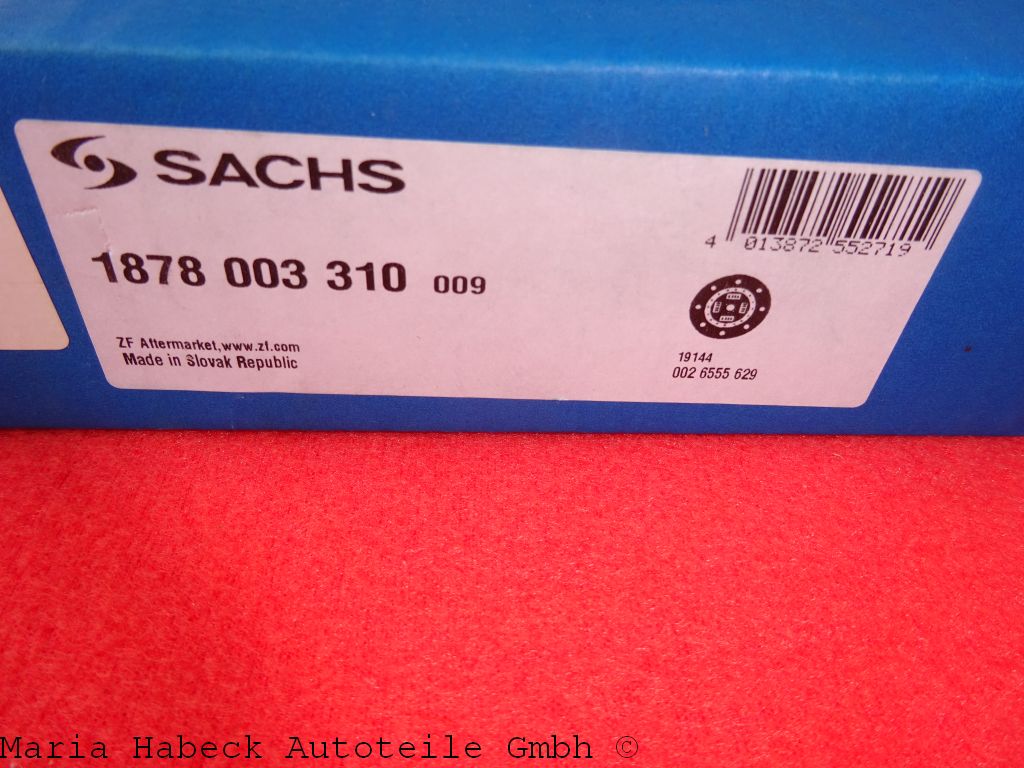 SACHS
4 013872 552719
1878 003 310 009
ZF Aftermarket,www.zf.com
Made in Slovak Republic
19144
002 6555 629
Maria Habeck Autoteile Gmbh ©